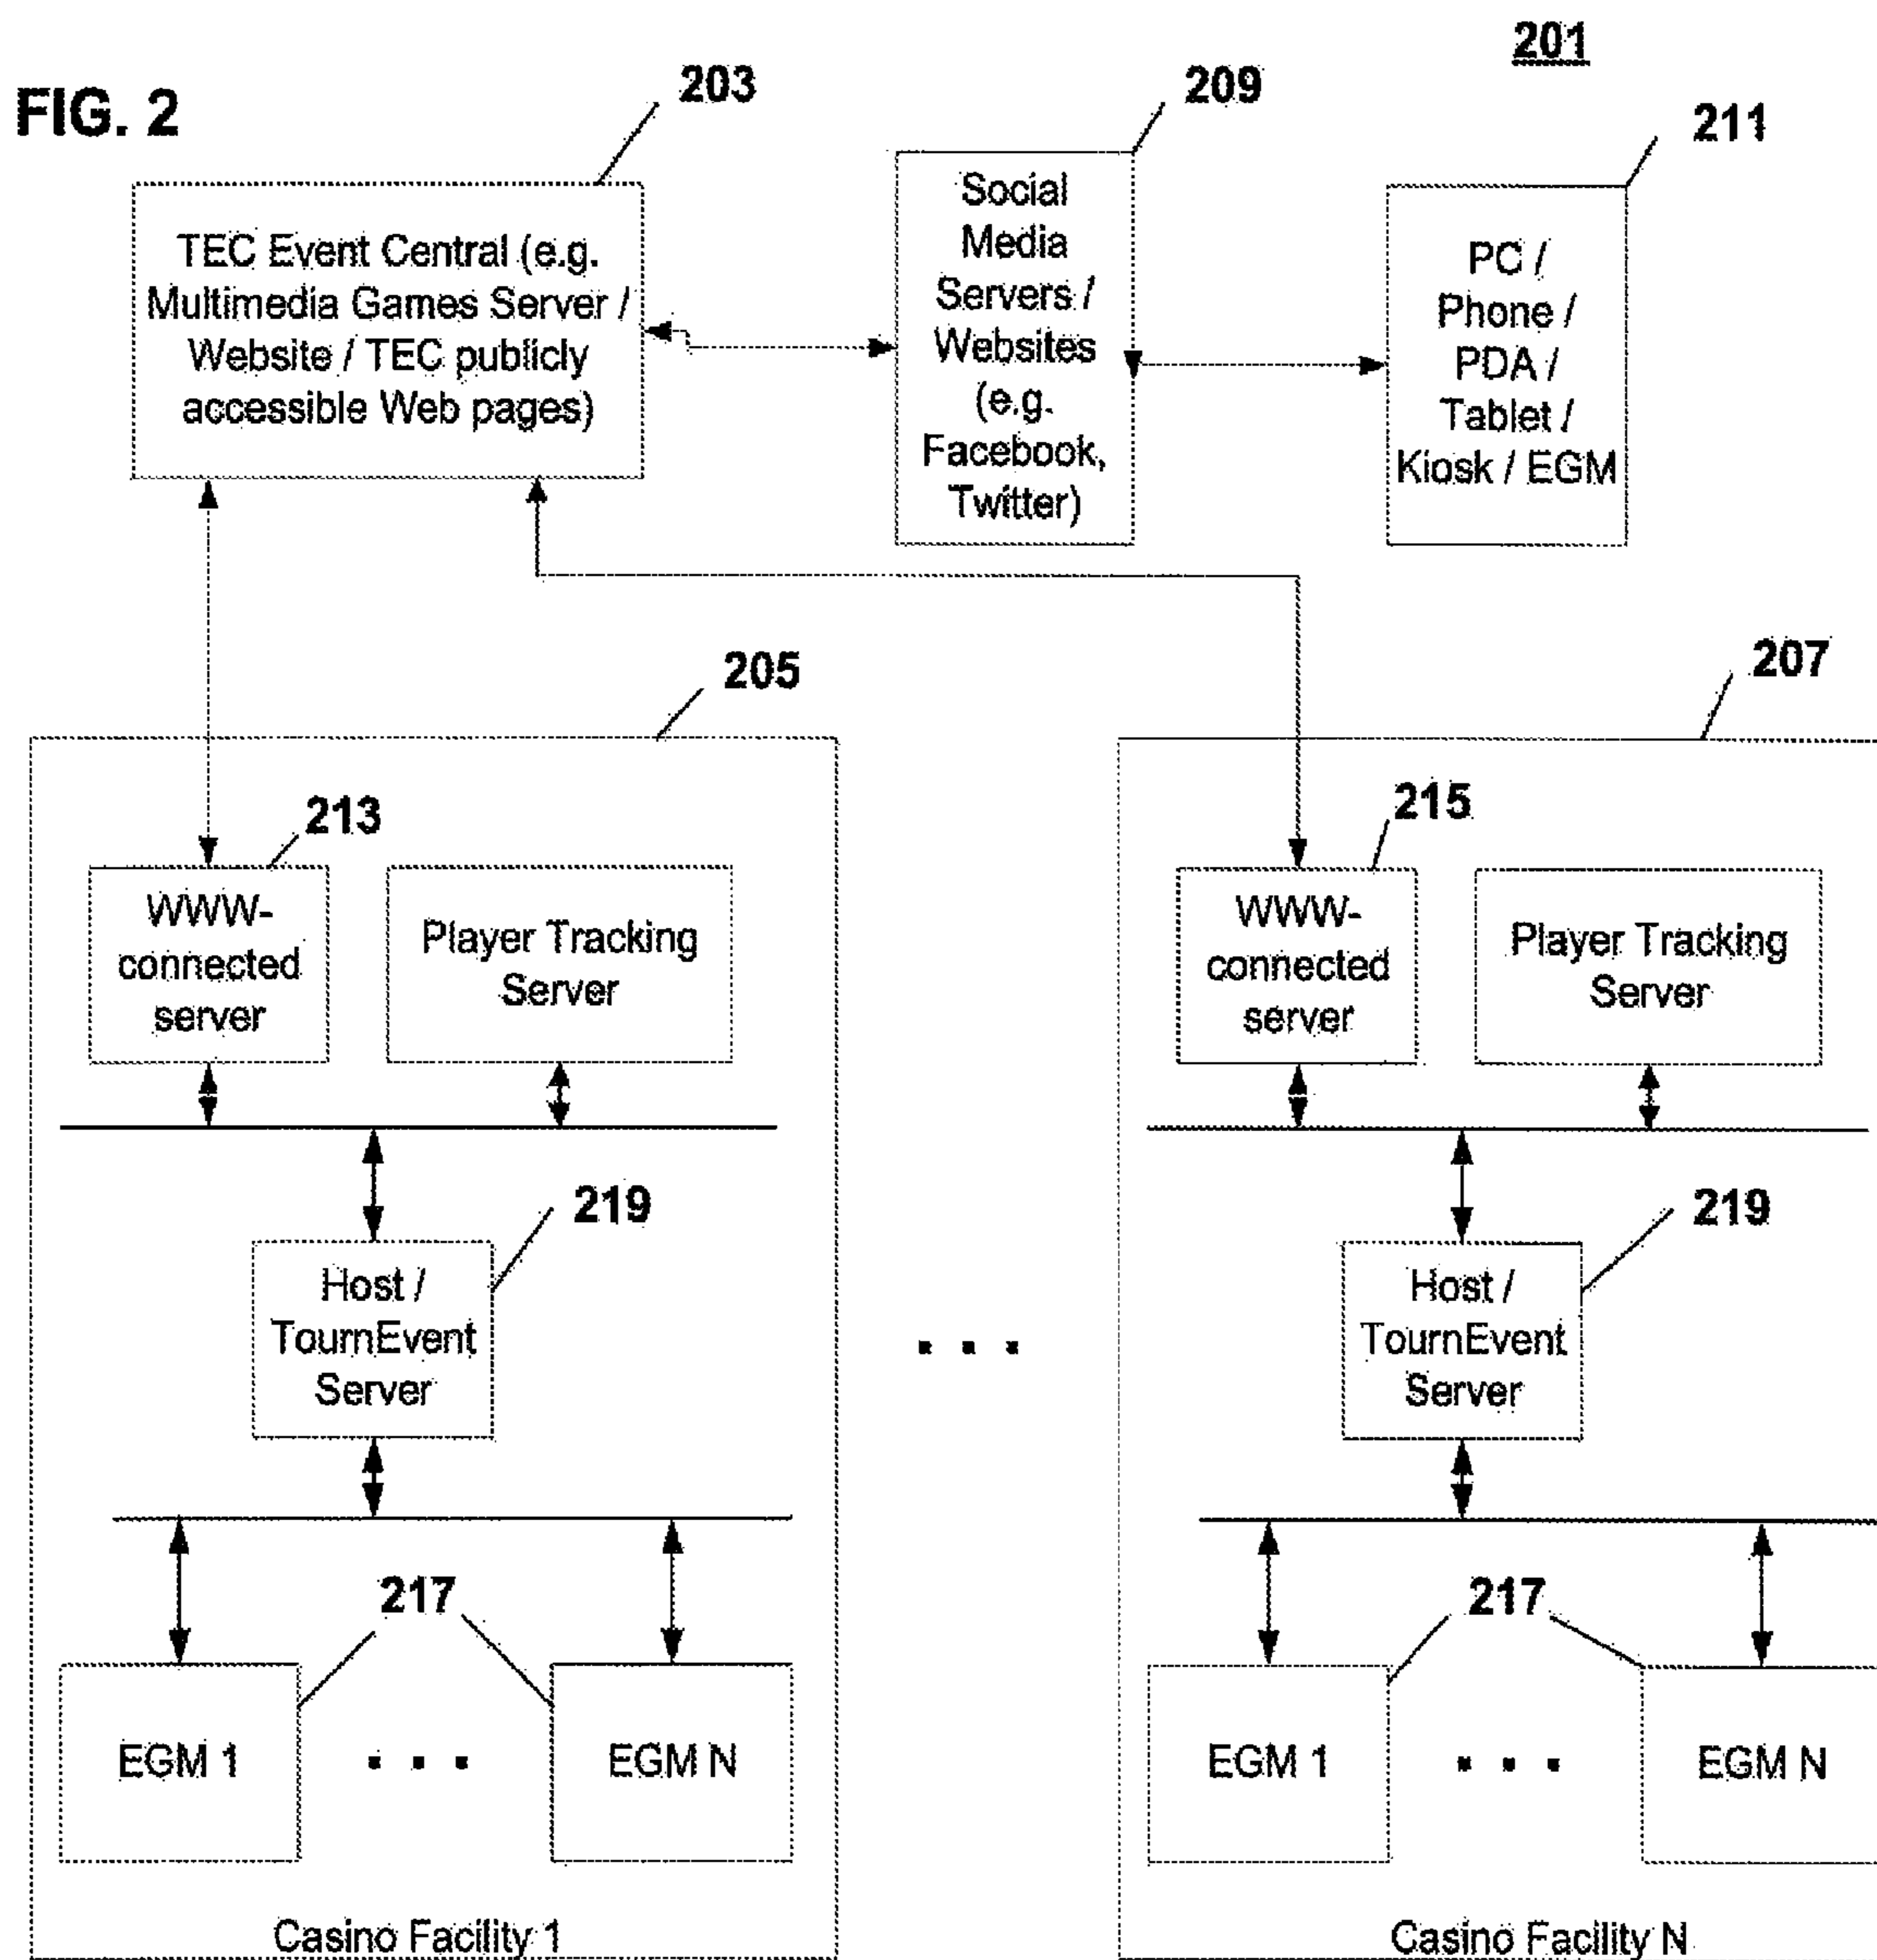 201
FIG. 2
203
209
211
TEC Event Central (e.g.
Multimedia Games Server /
Website / TEC publicly
accessible Web pages)
Social
Media
Servers /
Websites
(e.g.
Facebook,
Twitter)
PC /
Phone /
PDA /
Tablet /
Kiosk / EGM
205
207
213
WWW-
connected
server
Player Tracking
Server
215
WWW-
connected
server
Player Tracking
Server
219
Host /
TournEvent
Server
. . .
219
Host /
TournEvent
Server
217
EGM 1
. . .
EGM N
217
EGM 1
. . .
EGM N
Casino Facility 1
Casino Facility N